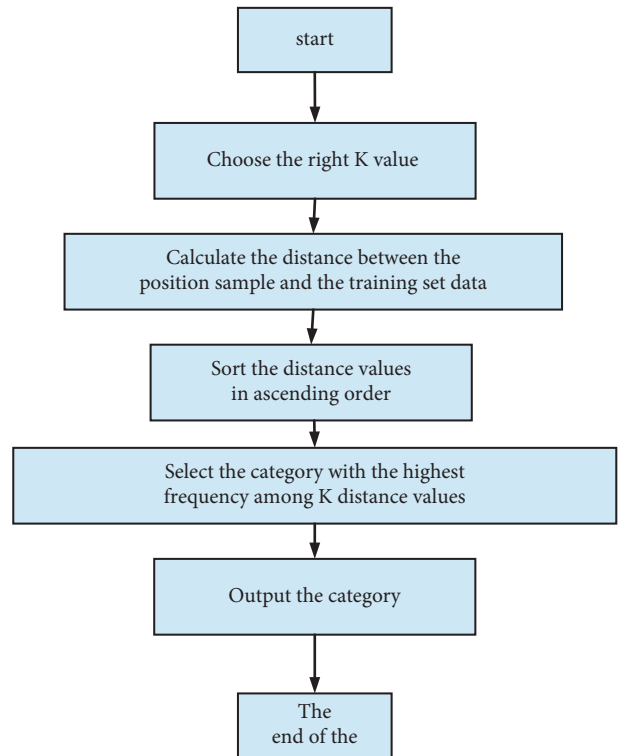 start
Choose the right K value
Calculate the distance between the
position sample and the training set data
Sort the distance values
in ascending order
Select the category with the highest
frequency among K distance values
Output the category
The
end of the